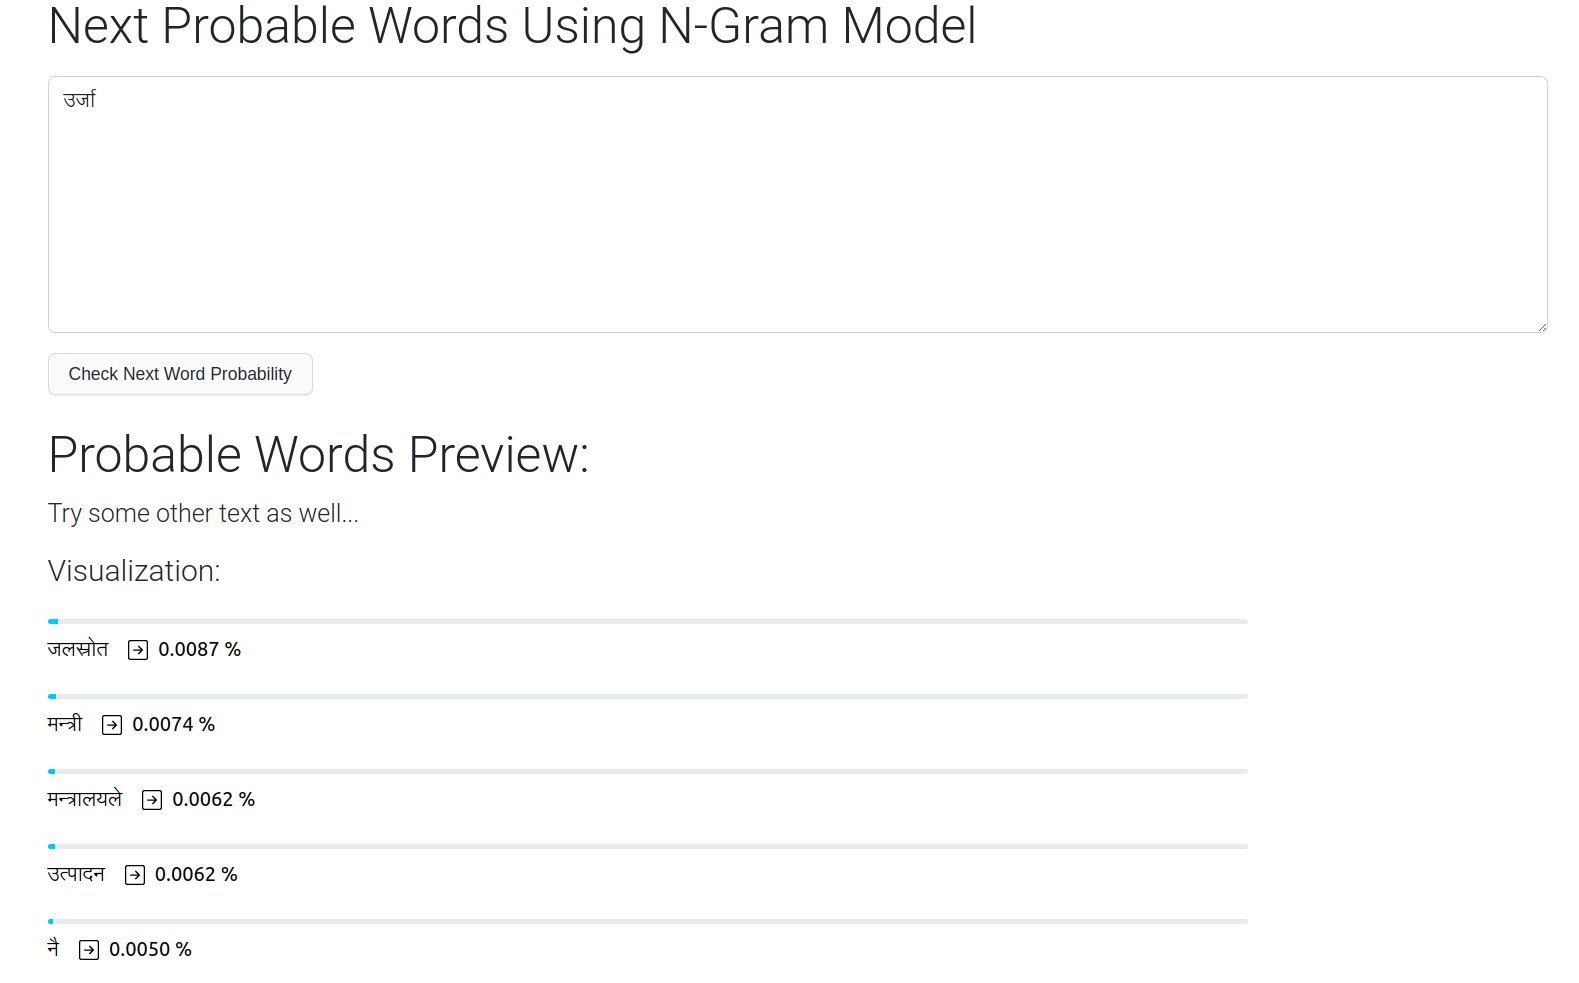 Next Probable Words Using N-Gram Model
उर्जा
Check Next Word Probability
Probable Words Preview:
Try some other text as well...
Visualization:
जलस्रोत → 0.0087 %
मन्त्री → 0.0074 %
मन्त्रालयले → 0.0062 %
उत्पादन → 0.0062 %
नै → 0.0050 %